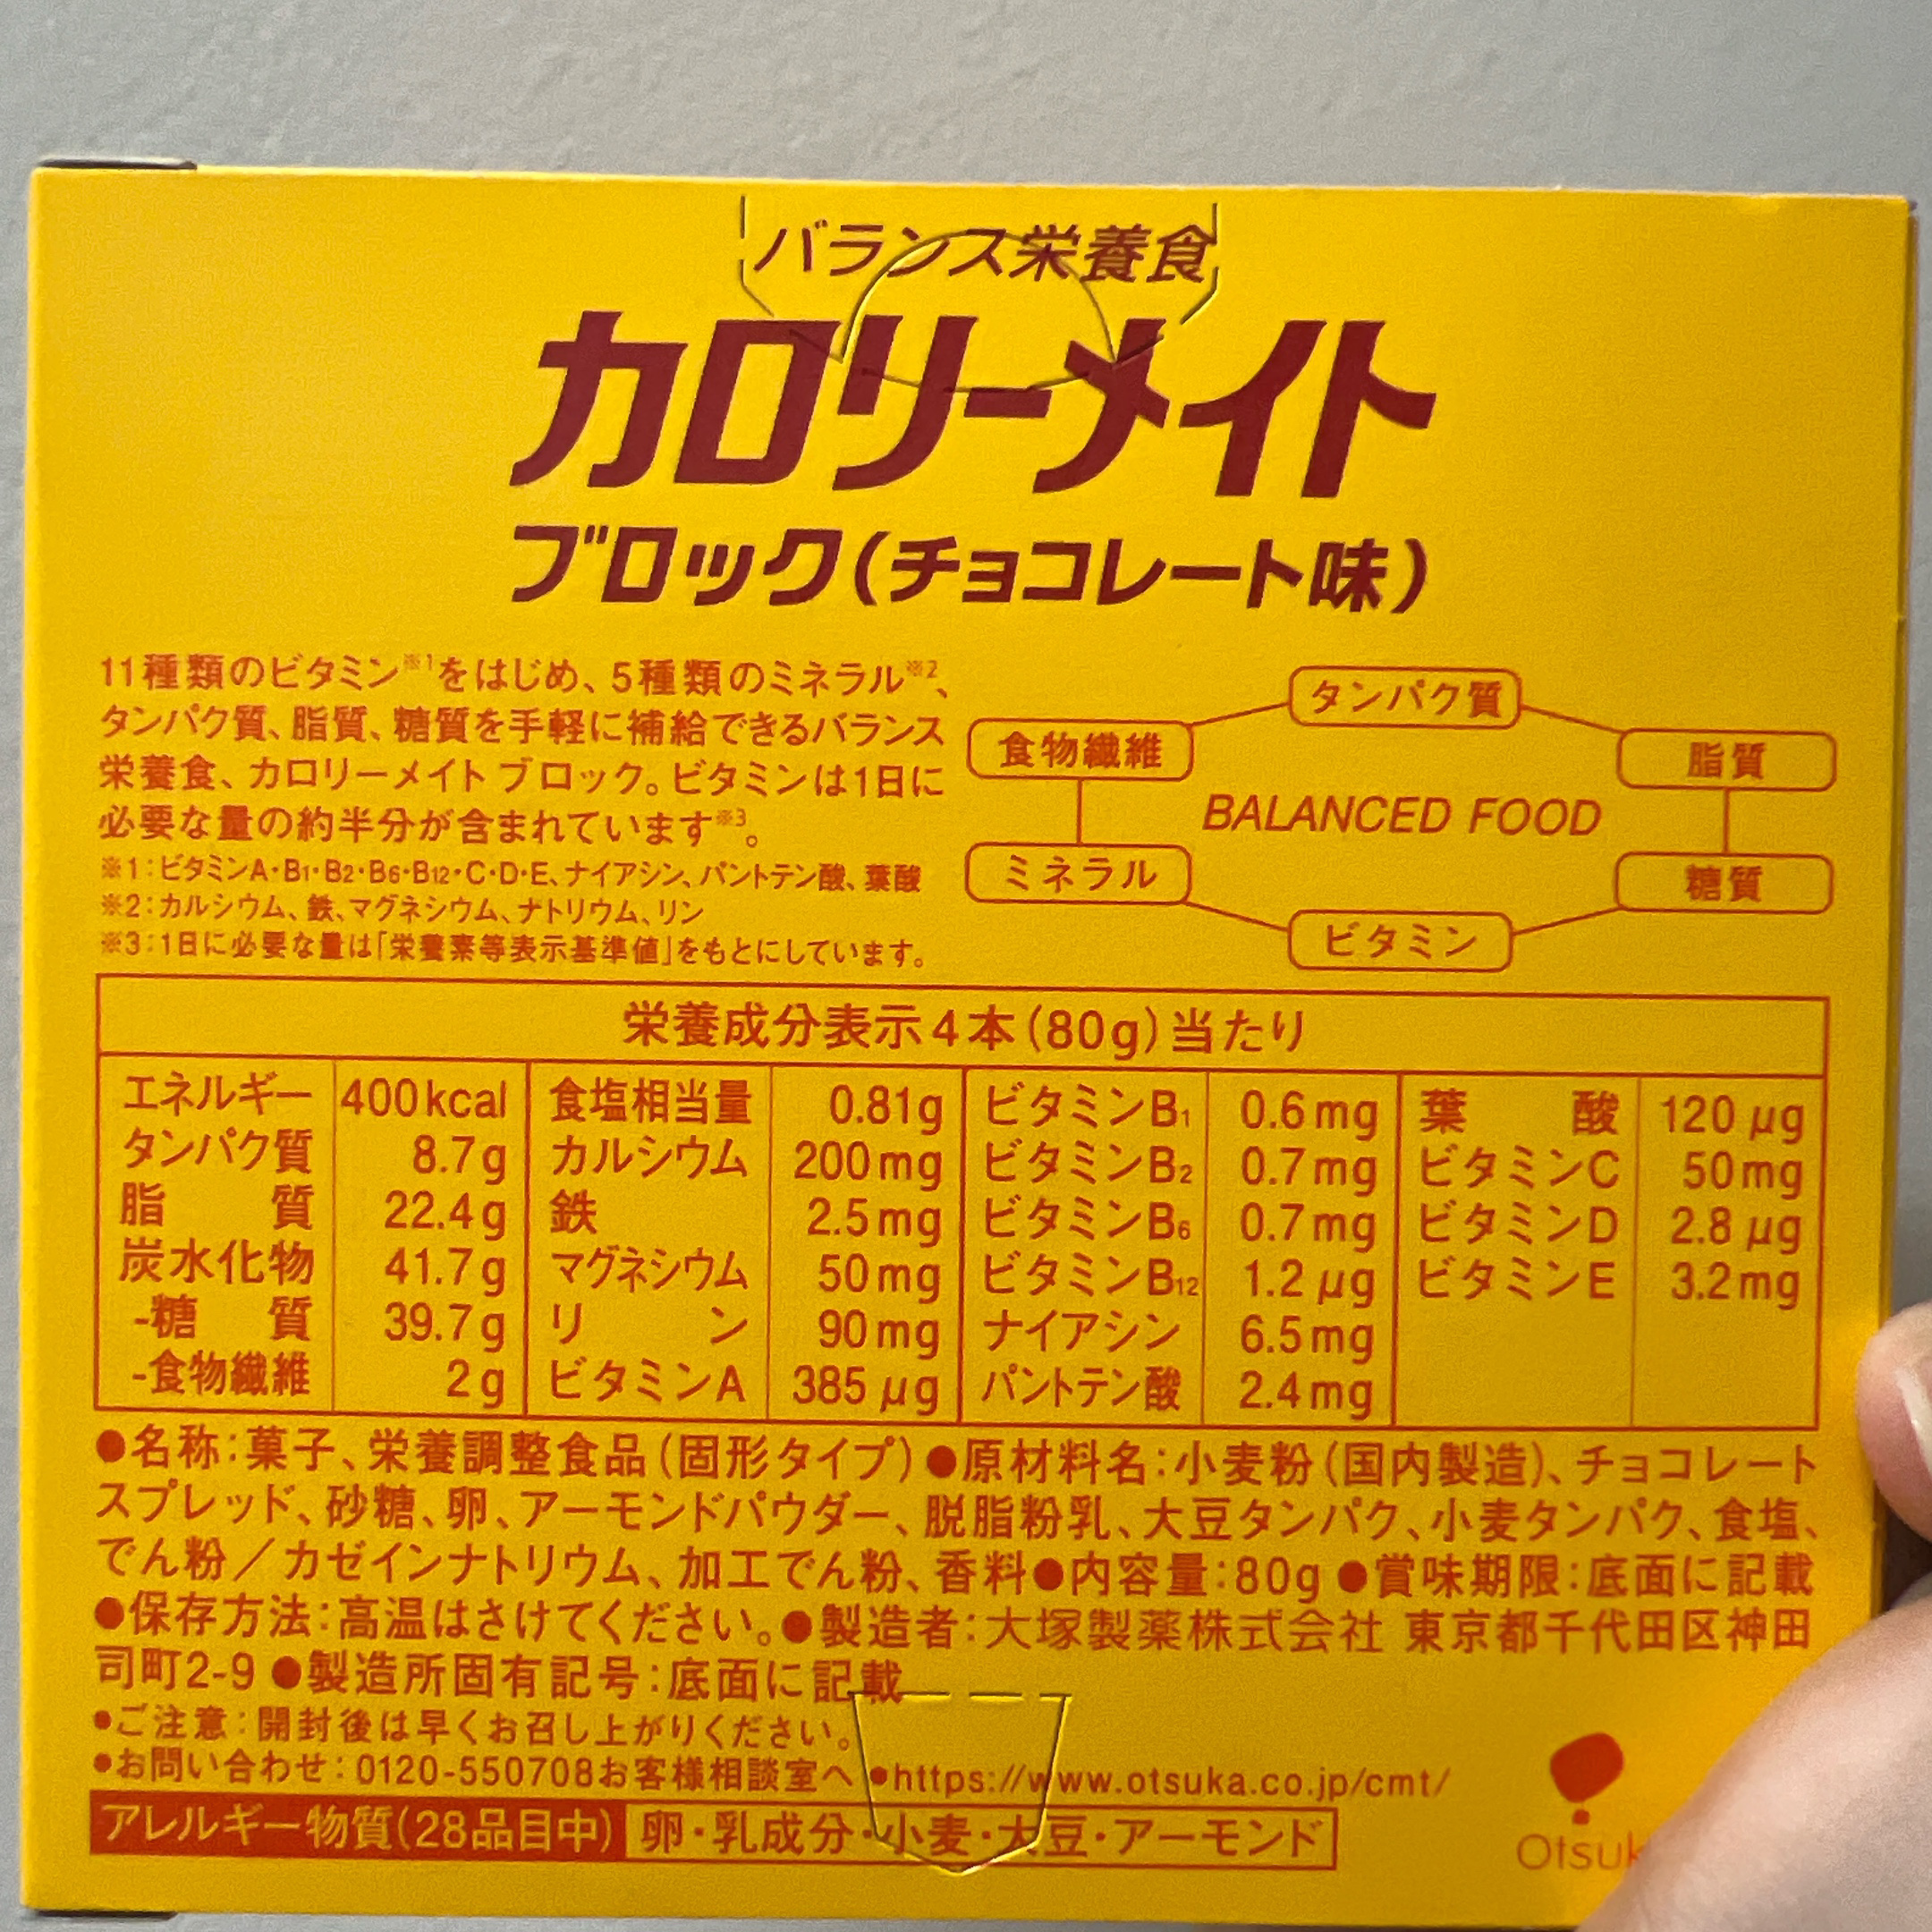 バランス栄養食
カロリーメイト
ブロック(チョコレート味)
11種類のビタミン※1をはじめ、5種類のミネラル※2、
タンパク質、脂質、糖質を手軽に補給できるバランス
栄養食、カロリーメイト ブロック。ビタミンは1日に
必要な量の約半分が含まれています※3。
※1:ビタミンA・B1・B2・B6・B12・C・D・E、ナイアシン、パントテン酸、葉酸
※2:カルシウム、鉄、マグネシウム、ナトリウム、リン
※3:1日に必要な量は「栄養素等表示基準値」をもとにしています。
タンパク質
食物繊維
脂質
BALANCED FOOD
ミネラル
糖質
ビタミン
栄養成分表示4本(80g)当たり
エネルギー 400kcal 食塩相当量 0.81g ビタミンB1 0.6mg 葉酸 120μg
タンパク質 8.7g カルシウム 200mg ビタミンB2 0.7mg ビタミンC 50mg
脂質 22.4g 鉄 2.5mg ビタミンB6 0.7mg ビタミンD 2.8μg
炭水化物 41.7g マグネシウム 50mg ビタミンB12 1.2μg ビタミンE 3.2mg
-糖質 39.7g リン 90mg ナイアシン 6.5mg
-食物繊維 2g ビタミンA 385μg パントテン酸 2.4mg
●名称:菓子、栄養調整食品(固形タイプ)●原材料名:小麦粉(国内製造)、チョコレート
スプレッド、砂糖、卵、アーモンドパウダー、脱脂粉乳、大豆タンパク、小麦タンパク、食塩、
でん粉/カゼインナトリウム、加工でん粉、香料●内容量:80g ●賞味期限:底面に記載
●保存方法:高温はさけてください。●製造者:大塚製薬株式会社 東京都千代田区神田
司町2-9 ●製造所固有記号:底面に記載
●ご注意:開封後は早くお召し上がりください。
●お問い合わせ:0120-550708お客様相談室へ ●https://www.otsuka.co.jp/cmt/
アレルギー物質(28品目中) 卵・乳成分・小麦・大豆・アーモンド